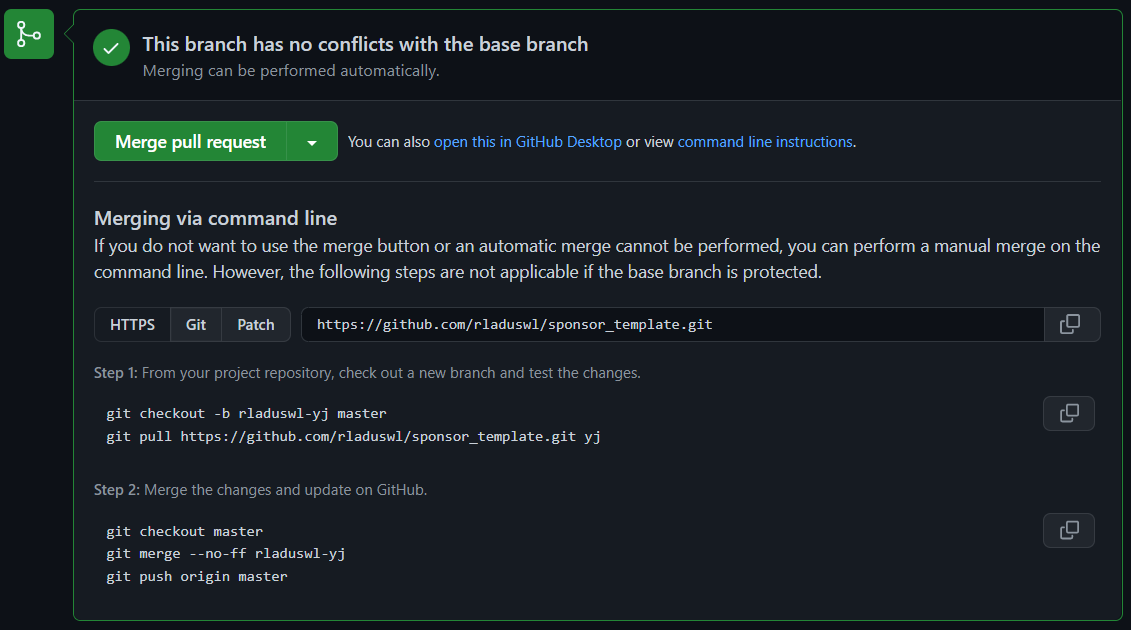 This branch has no conflicts with the base branch
Merging can be performed automatically.
Merge pull request
You can also open this in GitHub Desktop or view command line instructions.
Merging via command line
If you do not want to use the merge button or an automatic merge cannot be performed, you can perform a manual merge on the
command line. However, the following steps are not applicable if the base branch is protected.
HTTPS Git Patch https://github.com/rladuswl/sponsor_template.git
Step 1: From your project repository, check out a new branch and test the changes.
git checkout -b rladuswl-yj master
git pull https://github.com/rladuswl/sponsor_template.git yj
Step 2: Merge the changes and update on GitHub.
git checkout master
git merge --no-ff rladuswl-yj
git push origin master